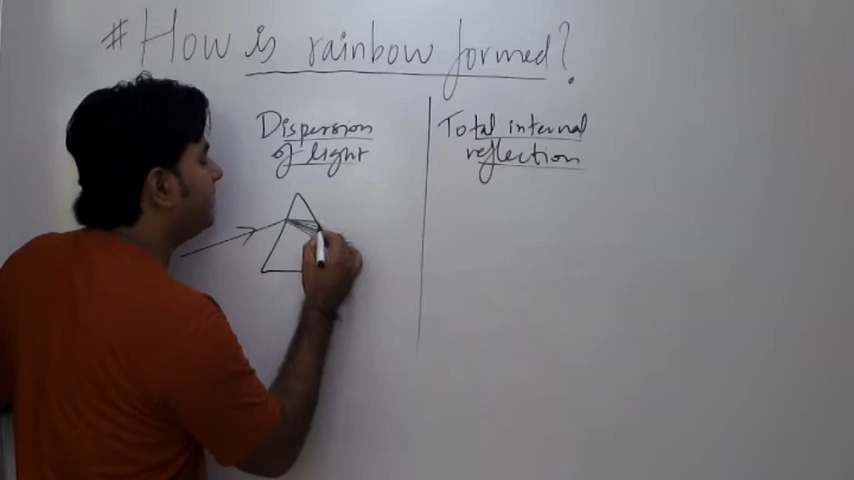 # How is rainbow formed?
Dispersion
of light
Total internal
reflection